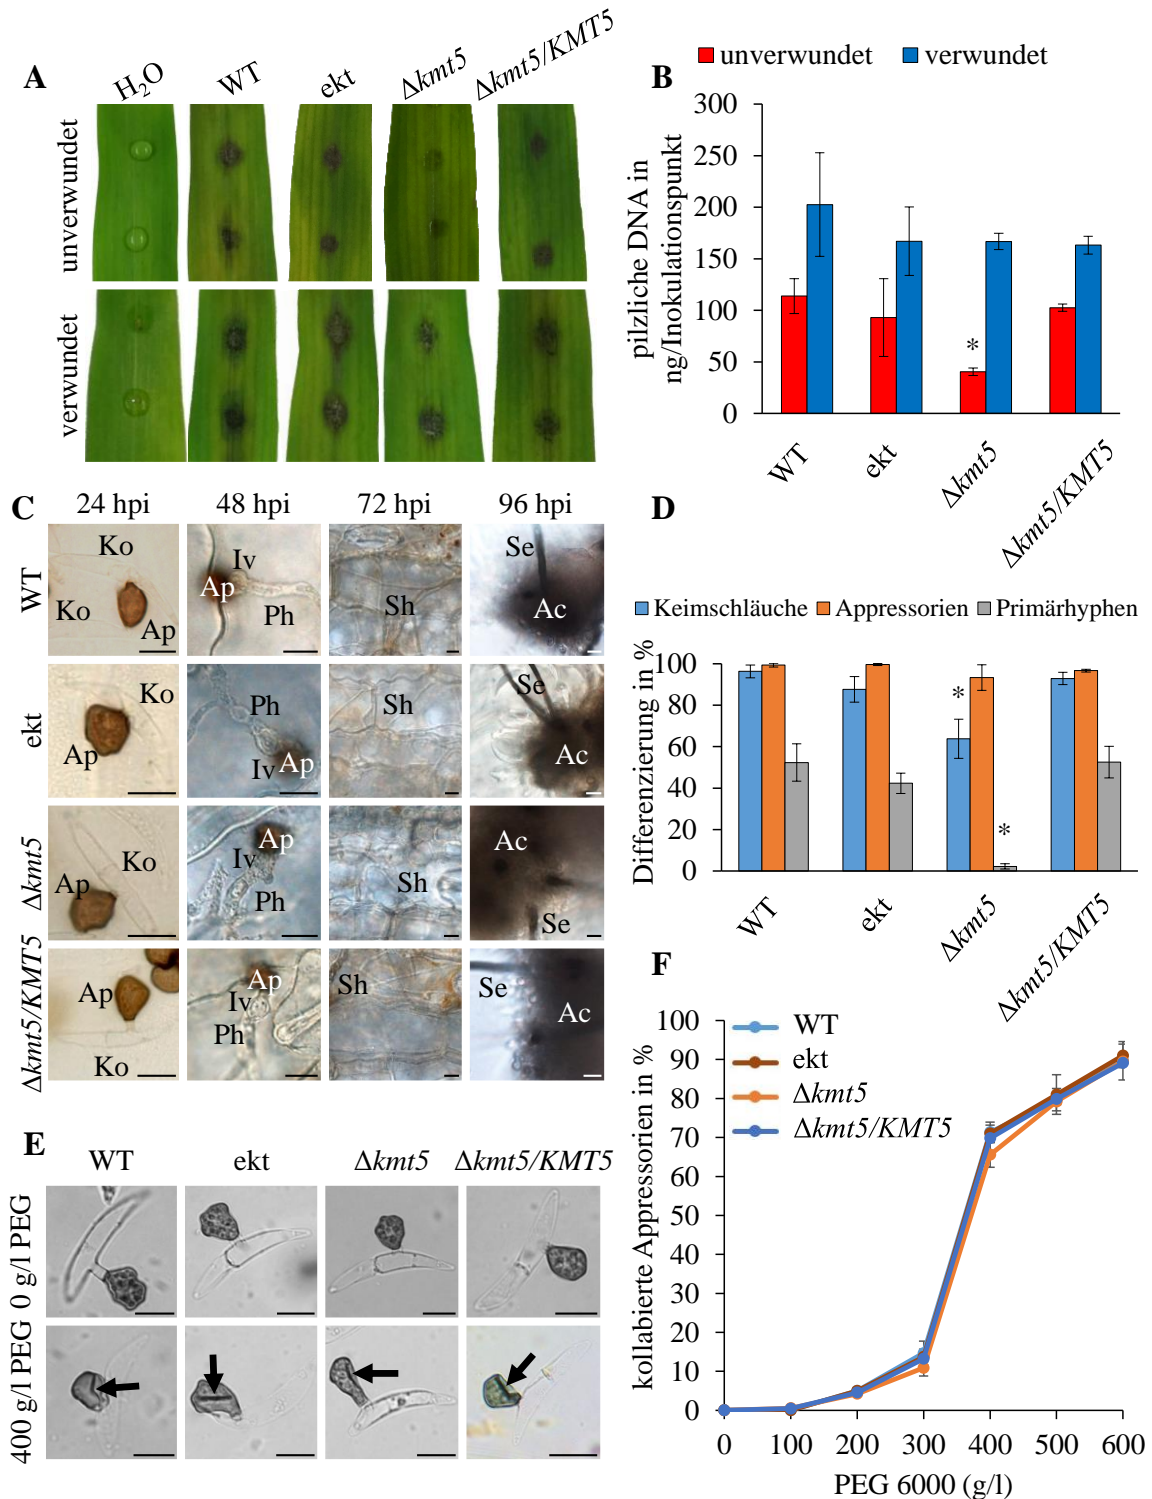 A
H₂O
WT
ekt
Δkmt5
Δkmt5/KMT5
unverwundet
verwundet
B
unverwundet
verwundet
pilzliche DNA in
ng/Inokulationspunkt
300
250
200
150
100
50
0
*
WT
ekt
Δkmt5
Δkmt5/KMT5
C
24 hpi
48 hpi
72 hpi
96 hpi
WT
Ko
Ko
Ap
Iv
Ap
Ph
Sh
Se
Ac
ekt
Ko
Ap
Ph
Iv
Ap
Sh
Se
Ac
Δkmt5
Ko
Ap
Ap
Iv
Ph
Sh
Ac
Se
Δkmt5/KMT5
Ap
Ko
Ap
Iv
Ph
Sh
Se
Ac
D
Keimschläuche
Appressorien
Primärhyphen
Differenzierung in %
100
80
60
40
20
0
*
*
WT
ekt
Δkmt5
Δkmt5/KMT5
E
WT
ekt
Δkmt5
Δkmt5/KMT5
0 g/l PEG
400 g/l PEG
F
WT
ekt
Δkmt5
Δkmt5/KMT5
kollabierte Appressorien in %
100
90
80
70
60
50
40
30
20
10
0
0 100 200 300 400 500 600
PEG 6000 (g/l)